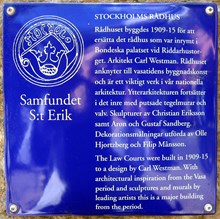 Samfundet
S:t Erik
STOCKHOLMS RÅDHUS
Rådhuset byggdes 1909-15 för att
ersätta det rådhus som var inrymt i
Bondeska palatset vid Riddarhustor-
get. Arkitekt Carl Westman. Rådhuset
anknyter till vasatidens byggnadskonst
och är ett viktigt verk i vår nationella
arkitektur. Ytterarkitekturen fortsätter
i det inre med putsade tegelmurar och
valv. Skulpturer av Christian Eriksson
samt Aron och Gustaf Sandberg.
Dekorationsmålningar utförda av Olle
Hjortzberg och Filip Månsson.
The Law Courts were built in 1909-15
to a design by Carl Westman. With
architectural inspiration from the Vasa
period and sculptures and murals by
leading artists this is a major building
from the period.